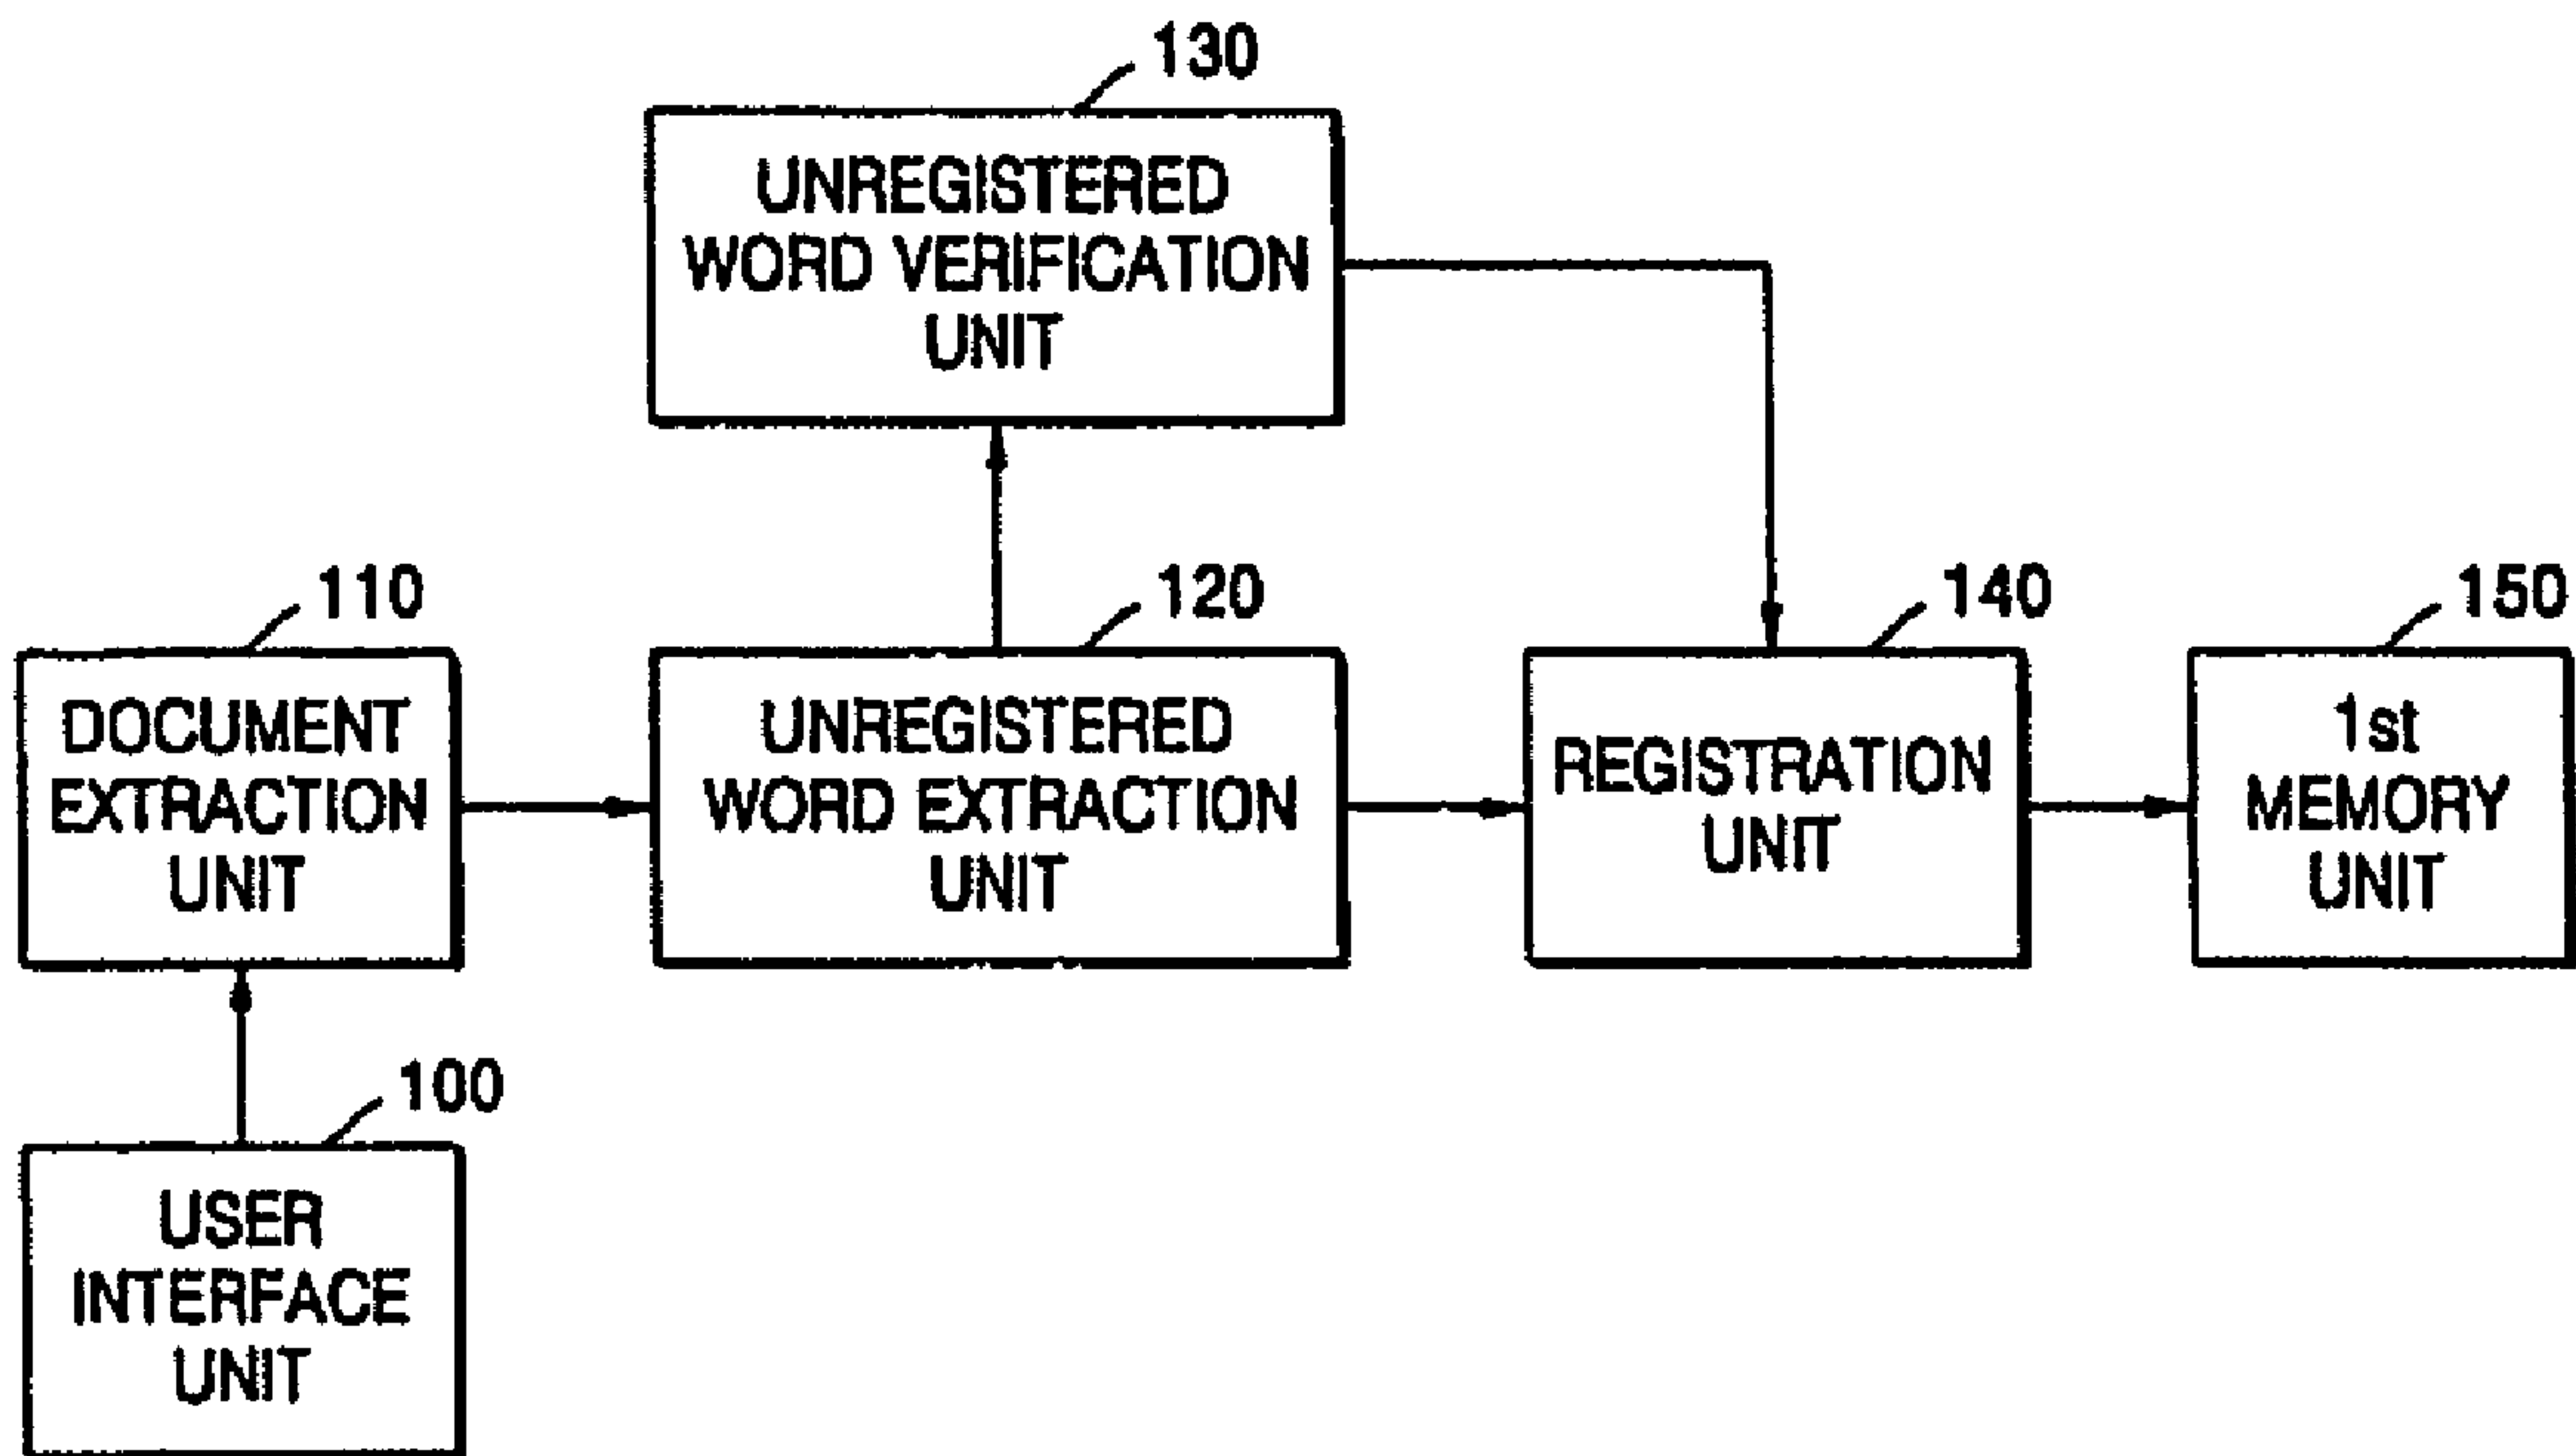 130
UNREGISTERED
WORD VERIFICATION
UNIT
110
DOCUMENT
EXTRACTION
UNIT
120
UNREGISTERED
WORD EXTRACTION
UNIT
140
REGISTRATION
UNIT
150
1st
MEMORY
UNIT
100
USER
INTERFACE
UNIT